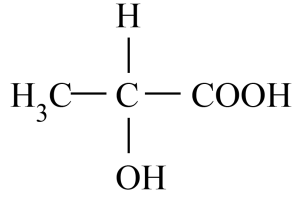 H
H₃C — C — COOH
OH